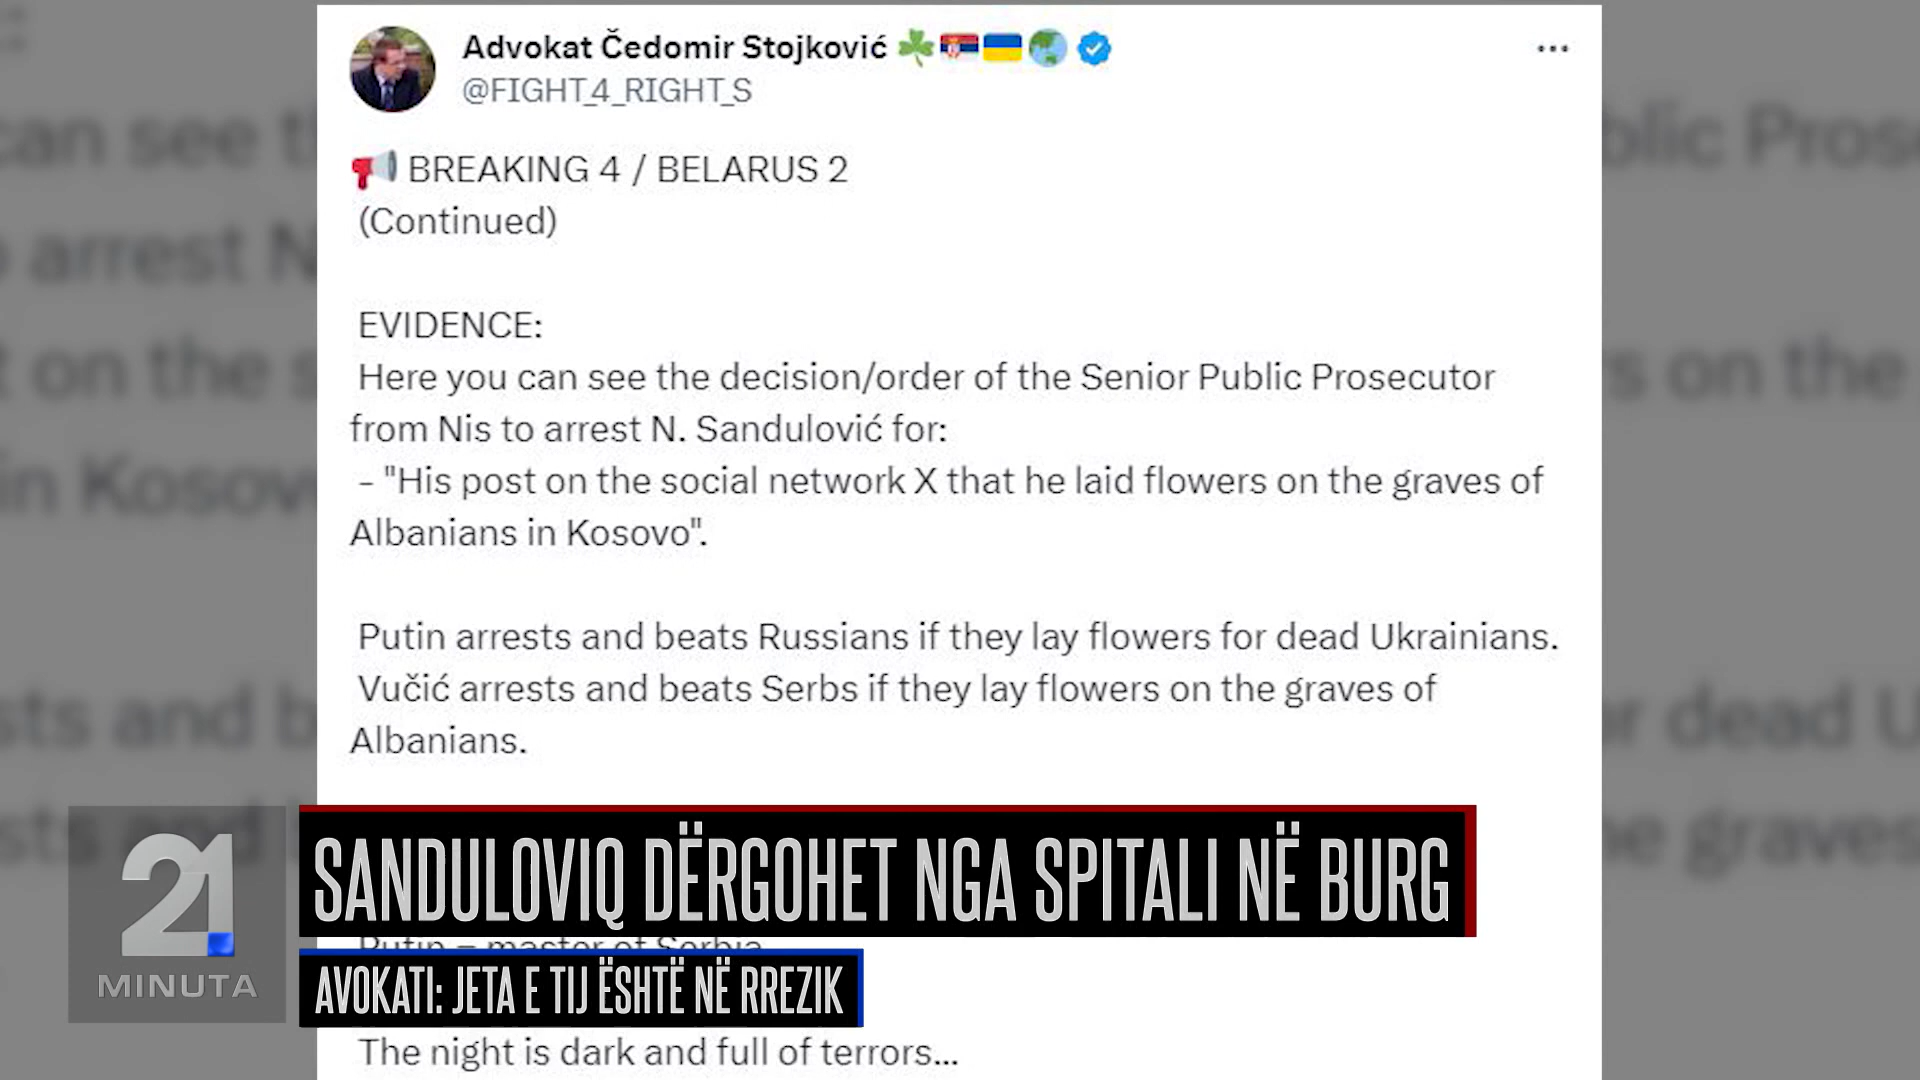 Advokat Čedomir Stojković
@FIGHT_4_RIGHT_S
BREAKING 4 / BELARUS 2
(Continued)
EVIDENCE:
Here you can see the decision/order of the Senior Public Prosecutor
from Nis to arrest N. Sandulović for:
- "His post on the social network X that he laid flowers on the graves of
Albanians in Kosovo".
Putin arrests and beats Russians if they lay flowers for dead Ukrainians.
Vučić arrests and beats Serbs if they lay flowers on the graves of
Albanians.
SANDULOVIQ DËRGOHET NGA SPITALI NË BURG
Putin – master of Serbia
AVOKATI: JETA E TIJ ËSHTË NË RREZIK
The night is dark and full of terrors...
21
MINUTA